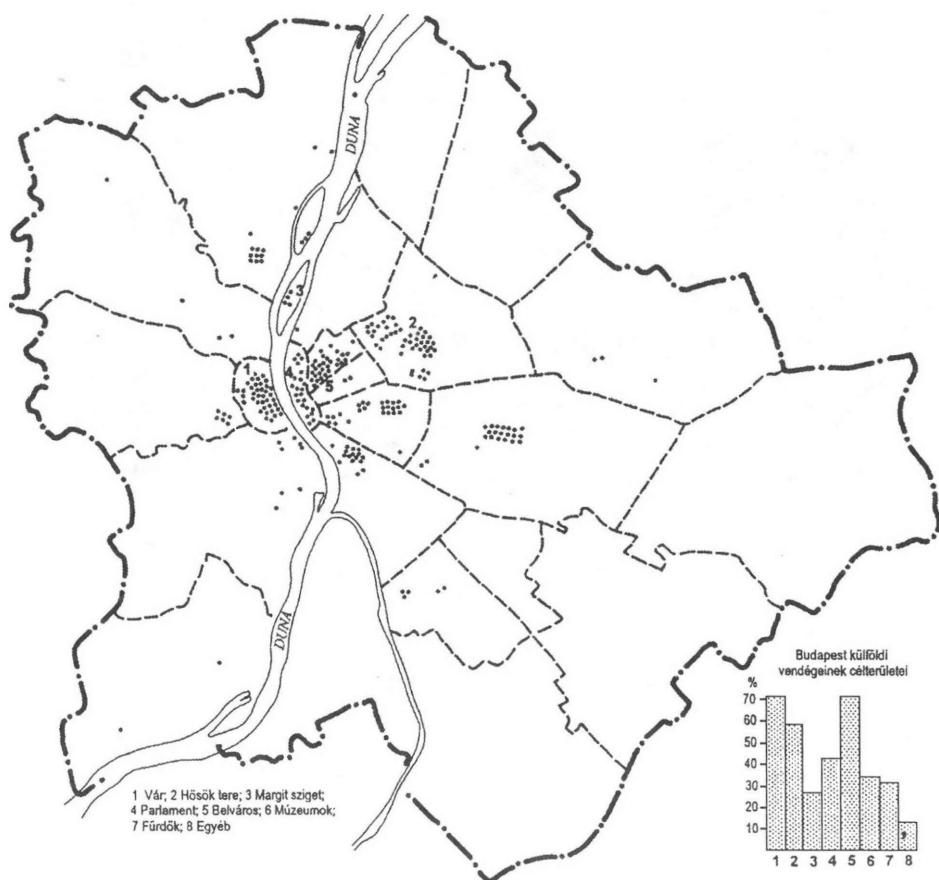 DUNA
3
2
1
4
5
DUNA
1 Vár; 2 Hösök tere; 3 Margit sziget;
4 Parlament; 5 Belváros; 6 Múzeumok;
7 Fürdők; 8 Egyéb
Budapest külföldi
vendégeinek célterületei
%
70
60
50
40
30
20
10
1 2 3 4 5 6 7 8